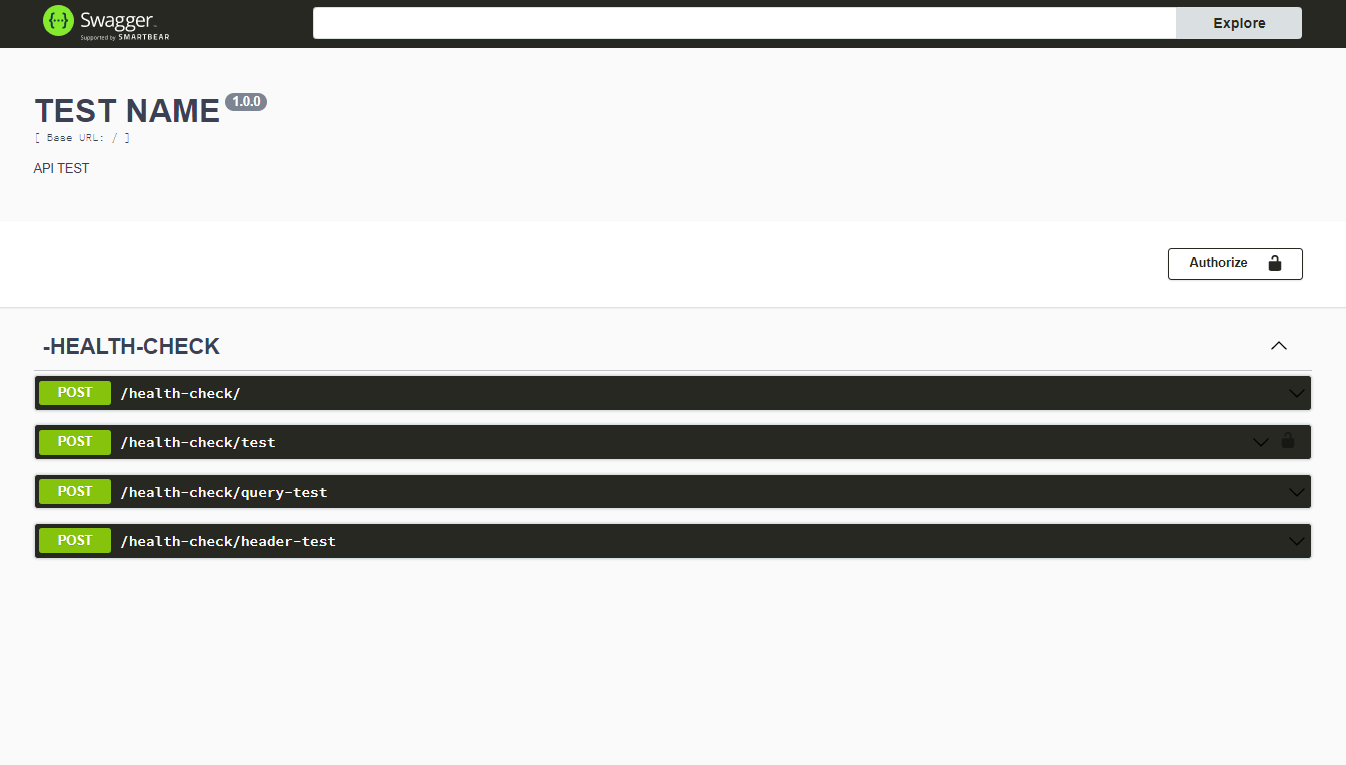 Swagger
Supported by SMARTBEAR
Explore
TEST NAME 1.0.0
[ Base URL: / ]
API TEST
Authorize
-HEALTH-CHECK
POST /health-check/
POST /health-check/test
POST /health-check/query-test
POST /health-check/header-test